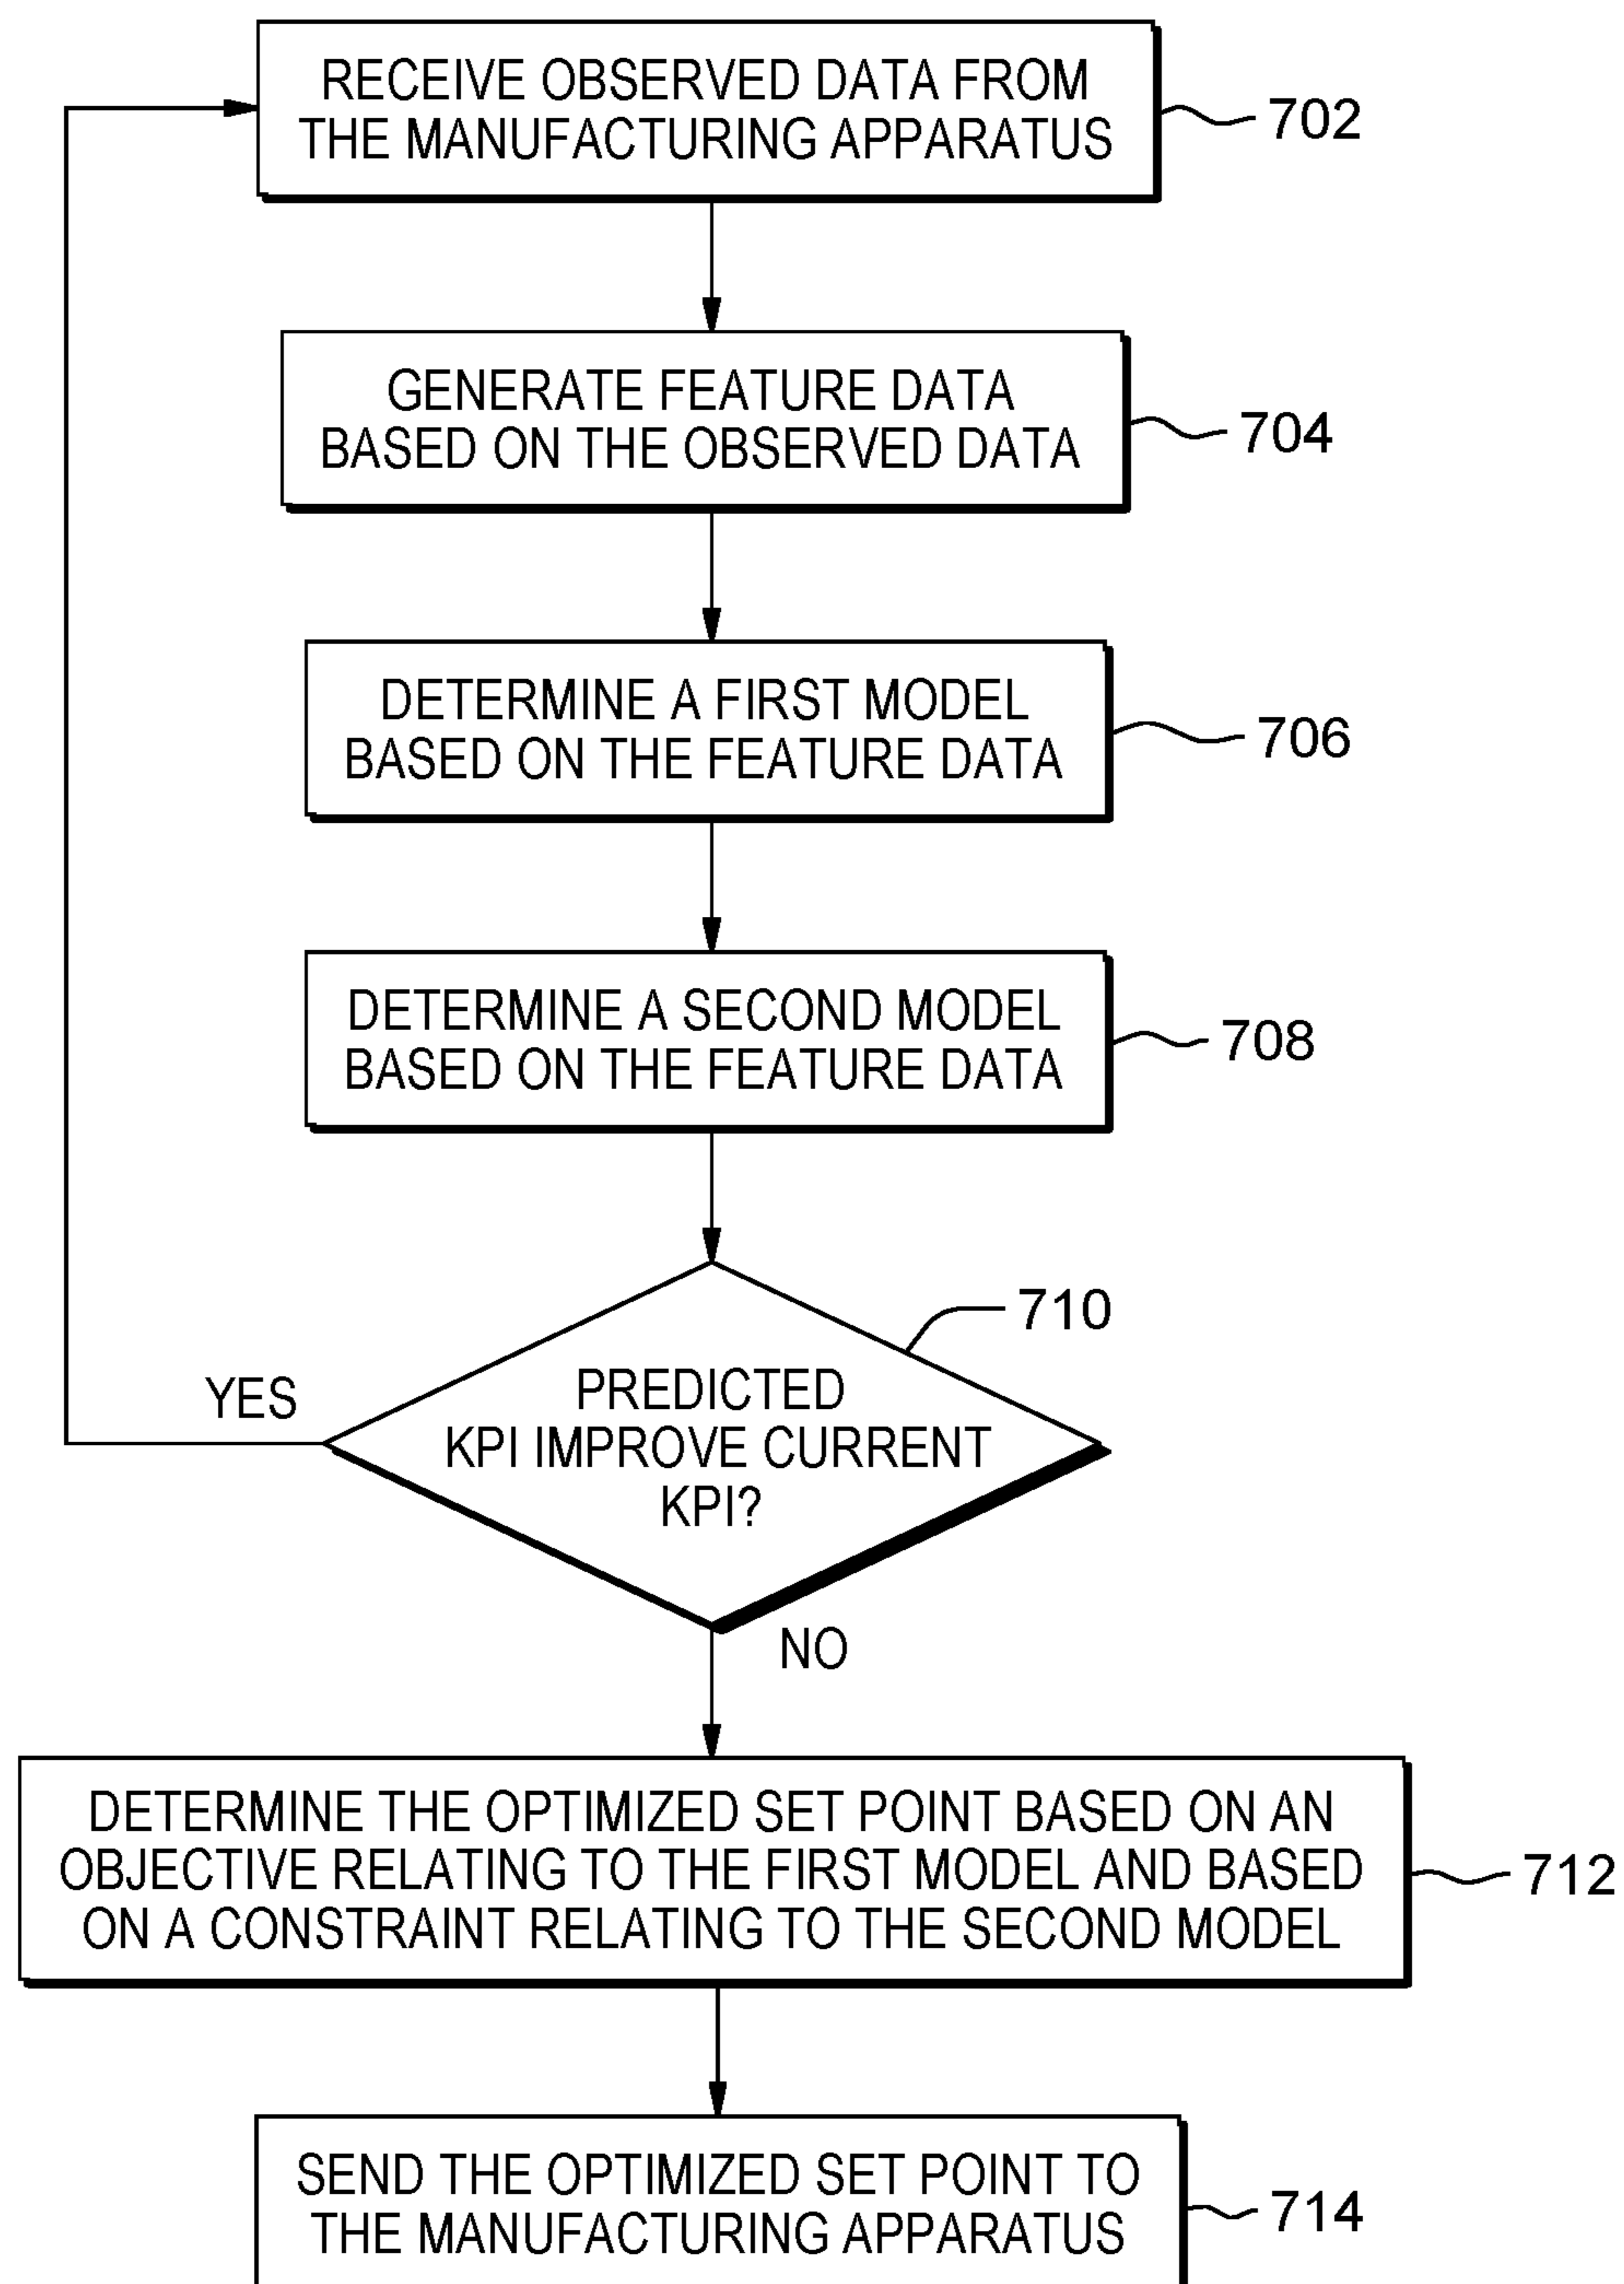 RECEIVE OBSERVED DATA FROM
THE MANUFACTURING APPARATUS
702
GENERATE FEATURE DATA
BASED ON THE OBSERVED DATA
704
DETERMINE A FIRST MODEL
BASED ON THE FEATURE DATA
706
DETERMINE A SECOND MODEL
BASED ON THE FEATURE DATA
708
710
PREDICTED
KPI IMPROVE CURRENT
KPI?
YES
NO
DETERMINE THE OPTIMIZED SET POINT BASED ON AN
OBJECTIVE RELATING TO THE FIRST MODEL AND BASED
ON A CONSTRAINT RELATING TO THE SECOND MODEL
712
SEND THE OPTIMIZED SET POINT TO
THE MANUFACTURING APPARATUS
714